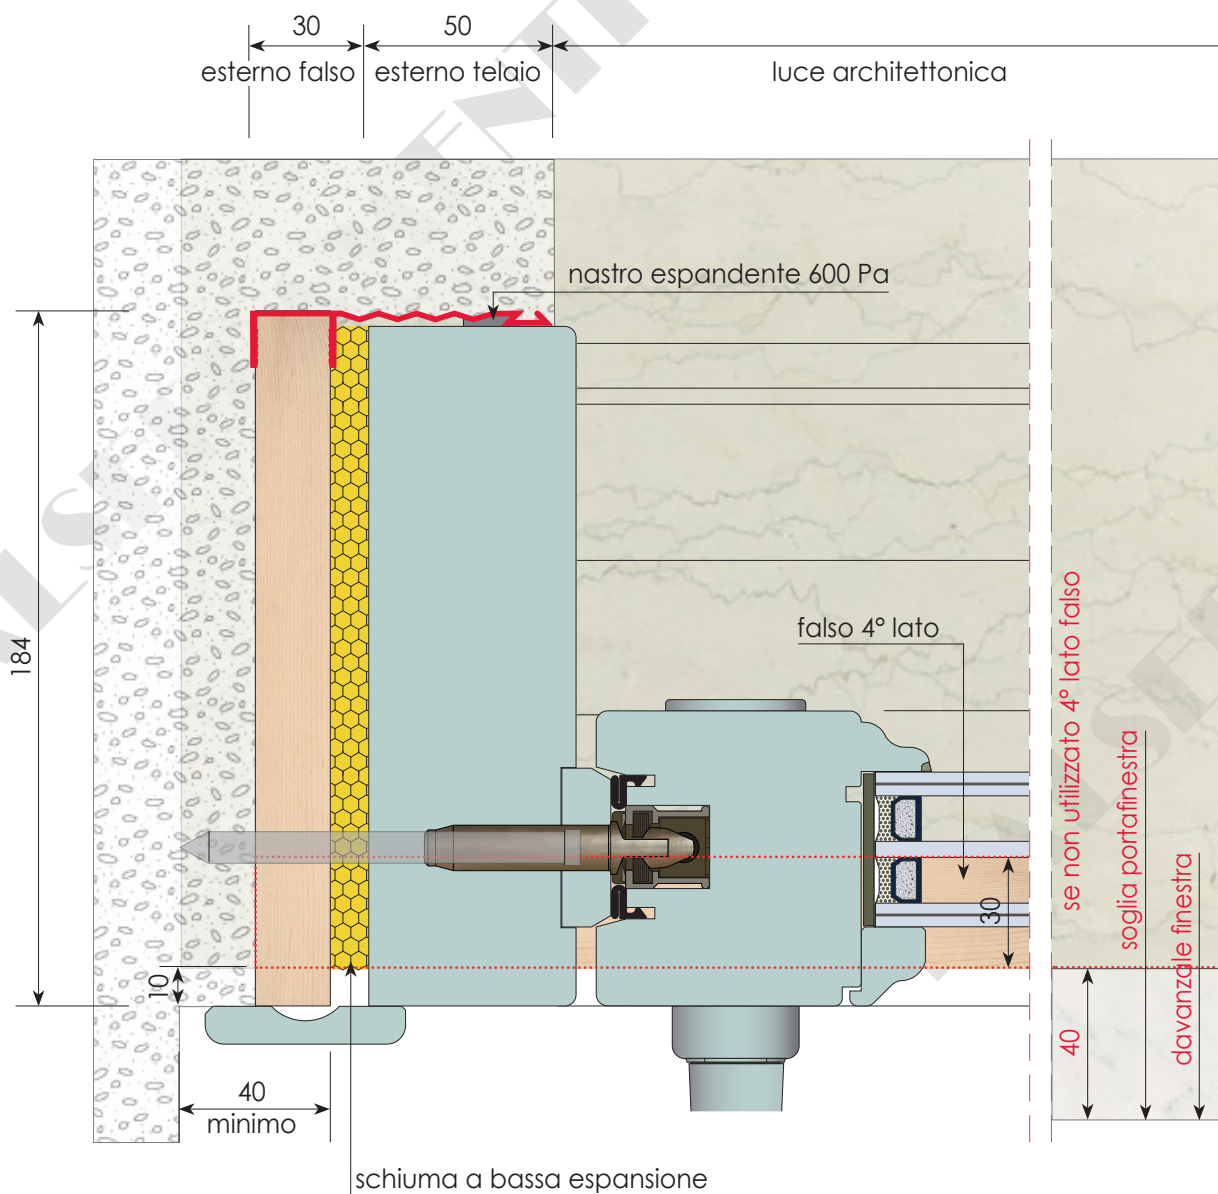 30
50
esterno falso
esterno telaio
luce architettonica
nastro espandente 600 Pa
184
falso 4° lato
se non utilizzato 4° lato falso
soglia portafinestra
davanzale finestra
30
10
40
40
minimo
schiuma a bassa espansione